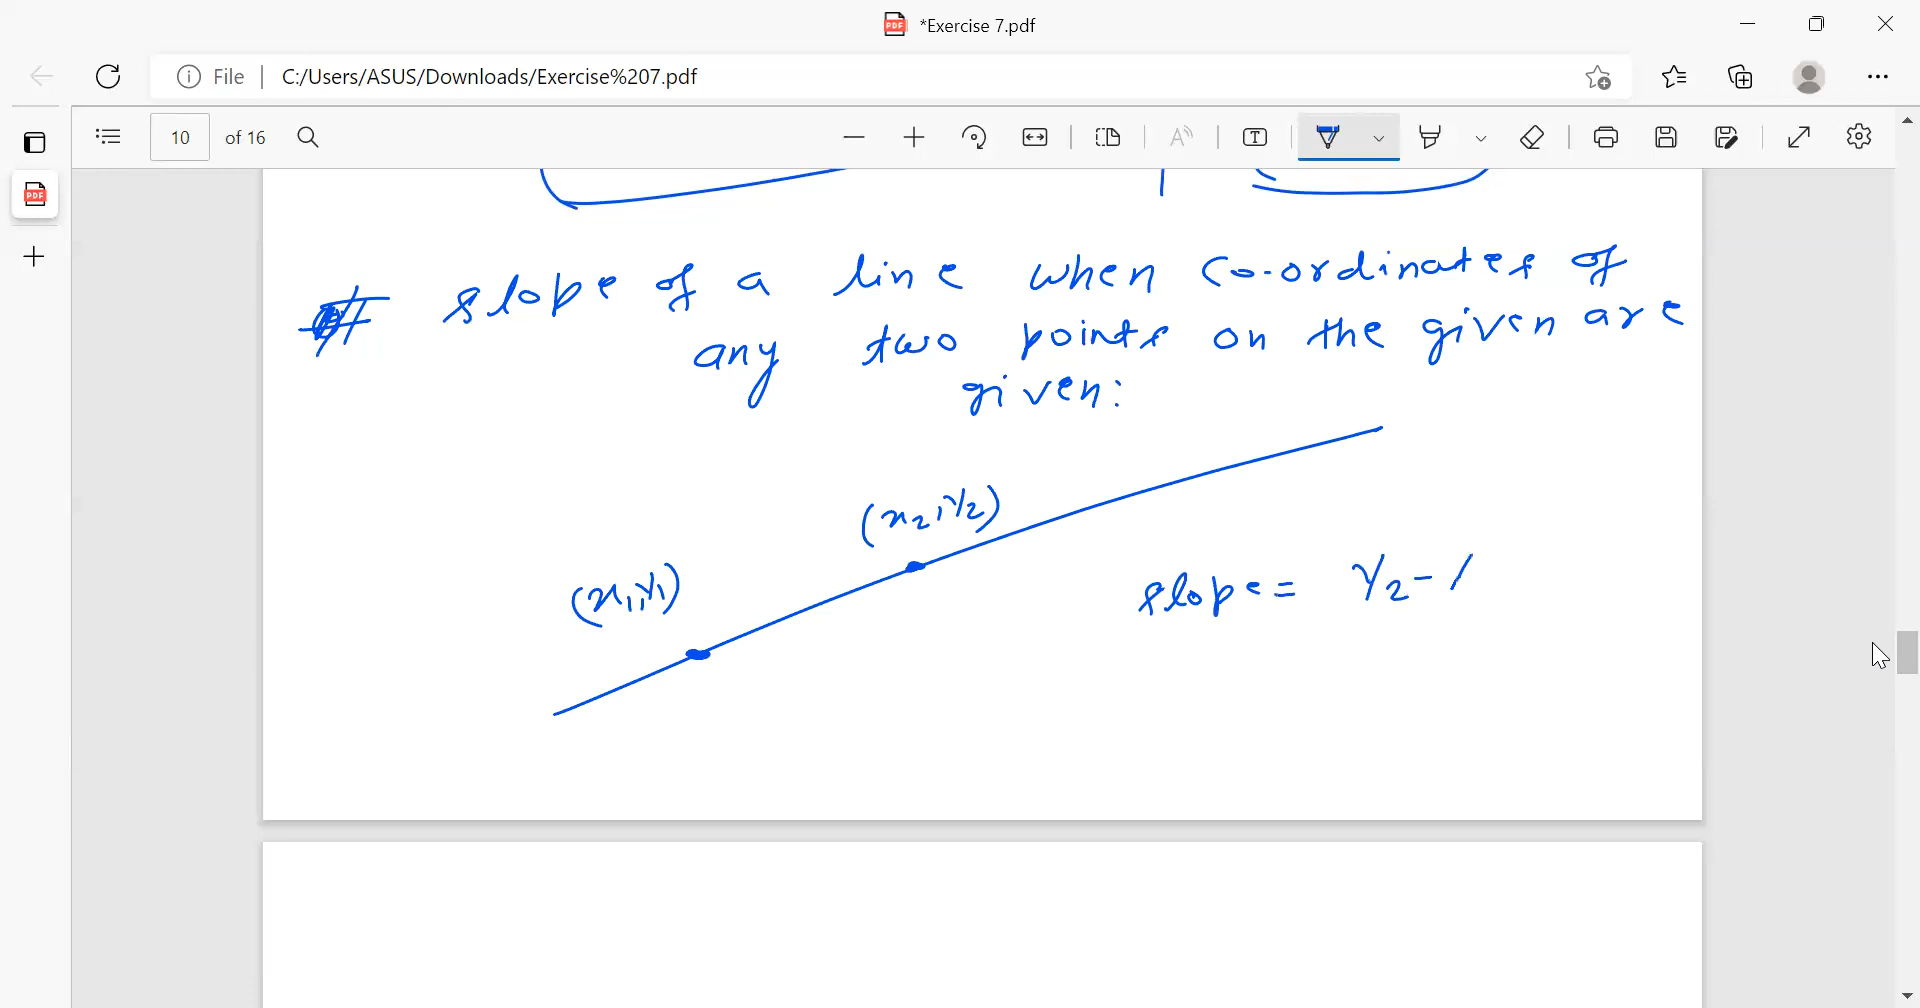 *Exercise 7.pdf
File | C:/Users/ASUS/Downloads/Exercise%207.pdf
10 of 16
# slope of a line when co-ordinates of
any two points on the given are
given:
(x2, y2)
(x1, y1)
slope = y2 -